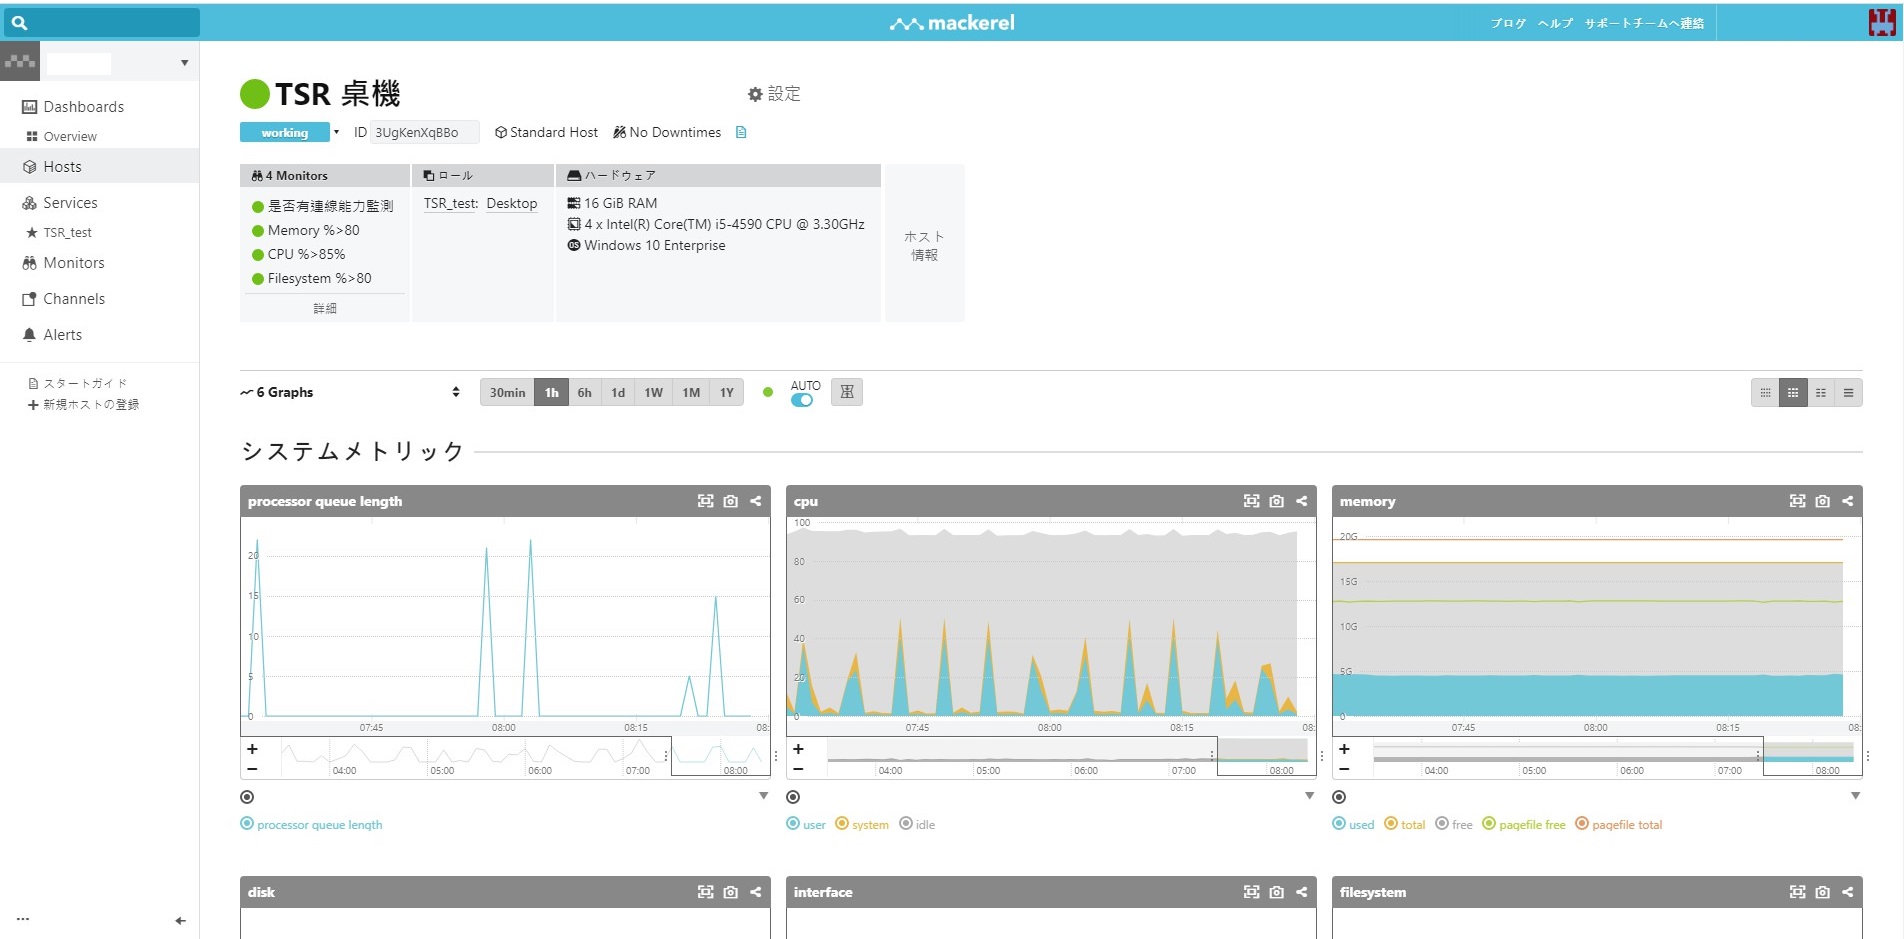 mackerel
ブログ ヘルプ サポートチームへ連絡
Dashboards
Overview
Hosts
Services
TSR_test
Monitors
Channels
Alerts
スタートガイド
新規ホストの登録
TSR 桌機
設定
working ID 3UgKenXqBBo Standard Host No Downtimes
4 Monitors
是否有連線能力監測
Memory %>80
CPU %>85%
Filesystem %>80
詳細
ロール
TSR_test: Desktop
ハードウェア
16 GiB RAM
4 x Intel(R) Core(TM) i5-4590 CPU @ 3.30GHz
OS Windows 10 Enterprise
ホスト
情報
6 Graphs
30min 1h 6h 1d 1W 1M 1Y
AUTO
システムメトリック
processor queue length
20
15
10
5
0
07:45 08:00 08:15 08:
04:00 05:00 06:00 07:00 08:00
processor queue length
cpu
100
80
60
40
20
0
07:45 08:00 08:15 08:
04:00 05:00 06:00 07:00 08:00
user system idle
memory
20G
15G
10G
5G
0
07:45 08:00 08:15 08:
04:00 05:00 06:00 07:00 08:00
used total free pagefile free pagefile total
disk
interface
filesystem